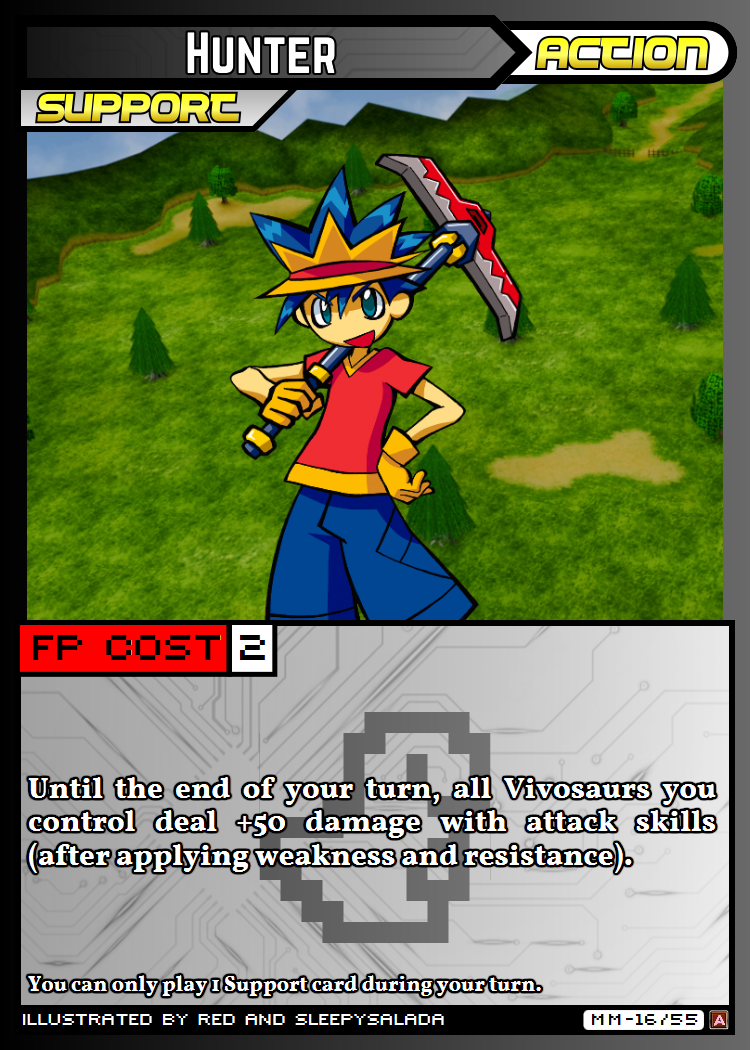 Hunter
ACTION
SUPPORT
FP COST 2
Until the end of your turn, all Vivosaurs you
control deal +50 damage with attack skills
(after applying weakness and resistance).
You can only play 1 Support card during your turn.
ILLUSTRATED BY RED AND SLEEPYSALADA
MM-16/55 A